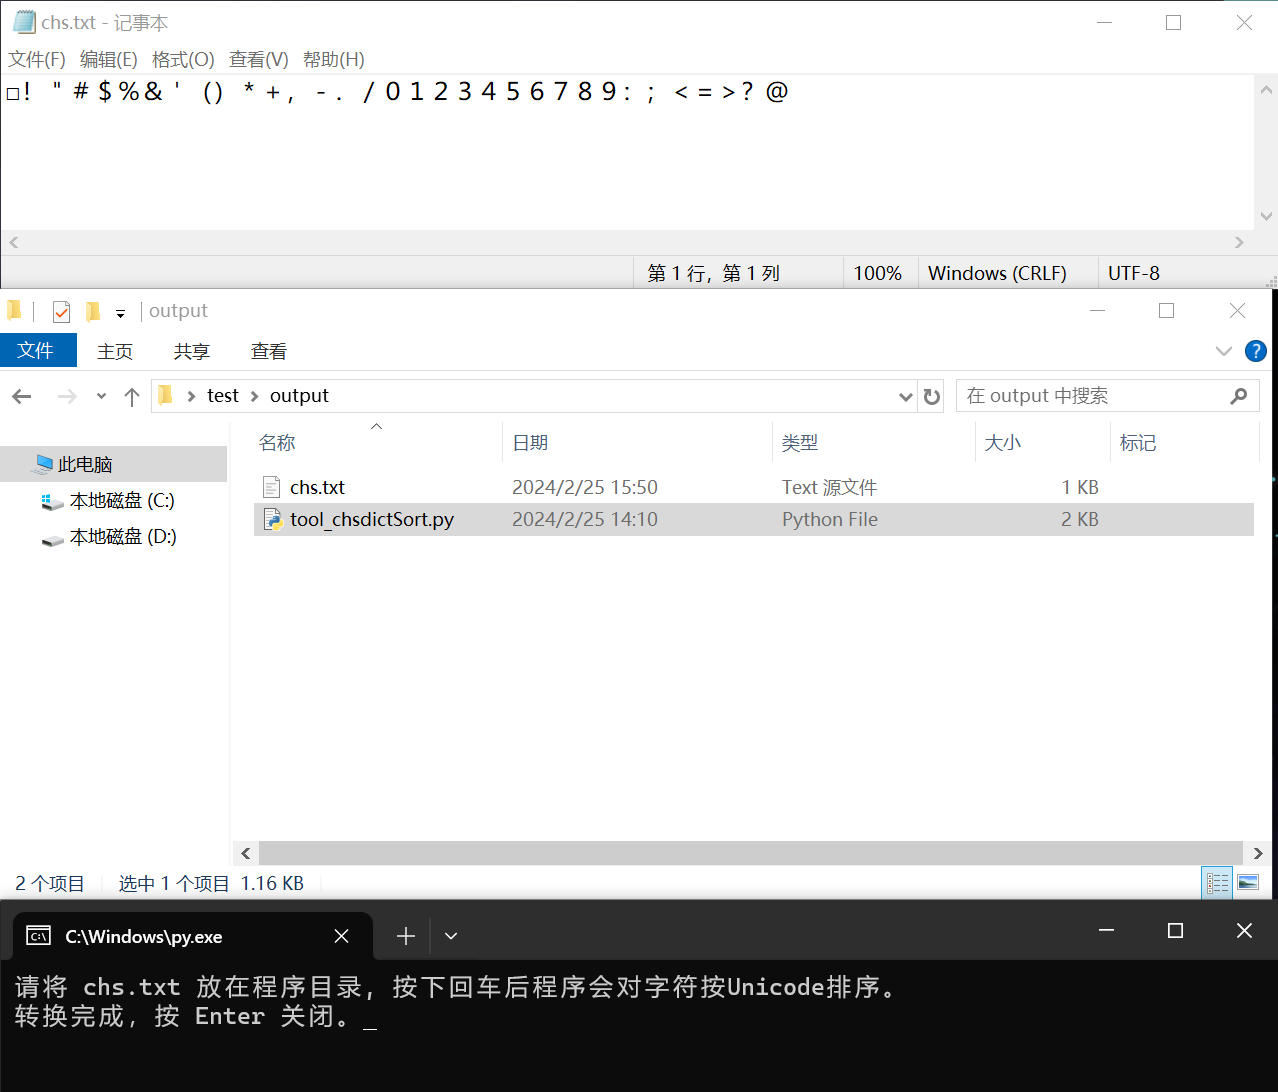 chs.txt - 记事本
文件(F) 编辑(E) 格式(O) 查看(V) 帮助(H)
□! " # $ % & ' ( ) * + , - . / 0 1 2 3 4 5 6 7 8 9 : ; < = > ? @
第 1 行，第 1 列 100% Windows (CRLF) UTF-8
output
文件 主页 共享 查看
test output 在 output 中搜索
名称 日期 类型 大小 标记
此电脑
本地磁盘 (C:)
本地磁盘 (D:)
chs.txt 2024/2/25 15:50 Text 源文件 1 KB
tool_chsdictSort.py 2024/2/25 14:10 Python File 2 KB
2 个项目 选中 1 个项目 1.16 KB
C:\Windows\py.exe
请将 chs.txt 放在程序目录，按下回车后程序会对字符按Unicode排序。
转换完成，按 Enter 关闭。_